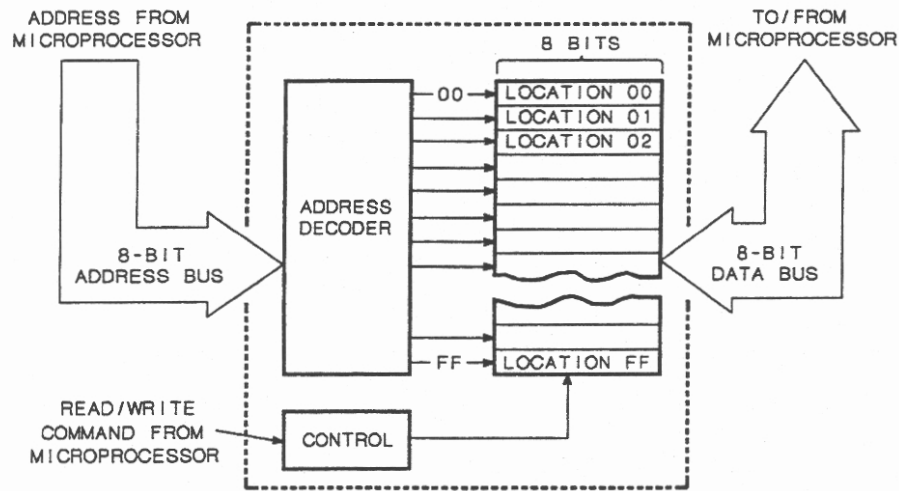 ADDRESS FROM
MICROPROCESSOR
TO/FROM
MICROPROCESSOR
8 BITS
00
LOCATION 00
LOCATION 01
LOCATION 02
ADDRESS
DECODER
8-BIT
ADDRESS BUS
8-BIT
DATA BUS
FF
LOCATION FF
READ/WRITE
COMMAND FROM
MICROPROCESSOR
CONTROL